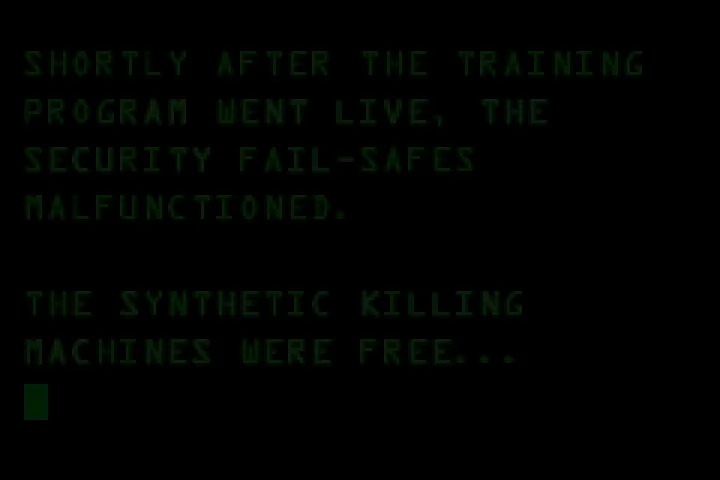 SHORTLY AFTER THE TRAINING
PROGRAM WENT LIVE, THE
SECURITY FAIL-SAFES
MALFUNCTIONED.
THE SYNTHETIC KILLING
MACHINES WERE FREE...